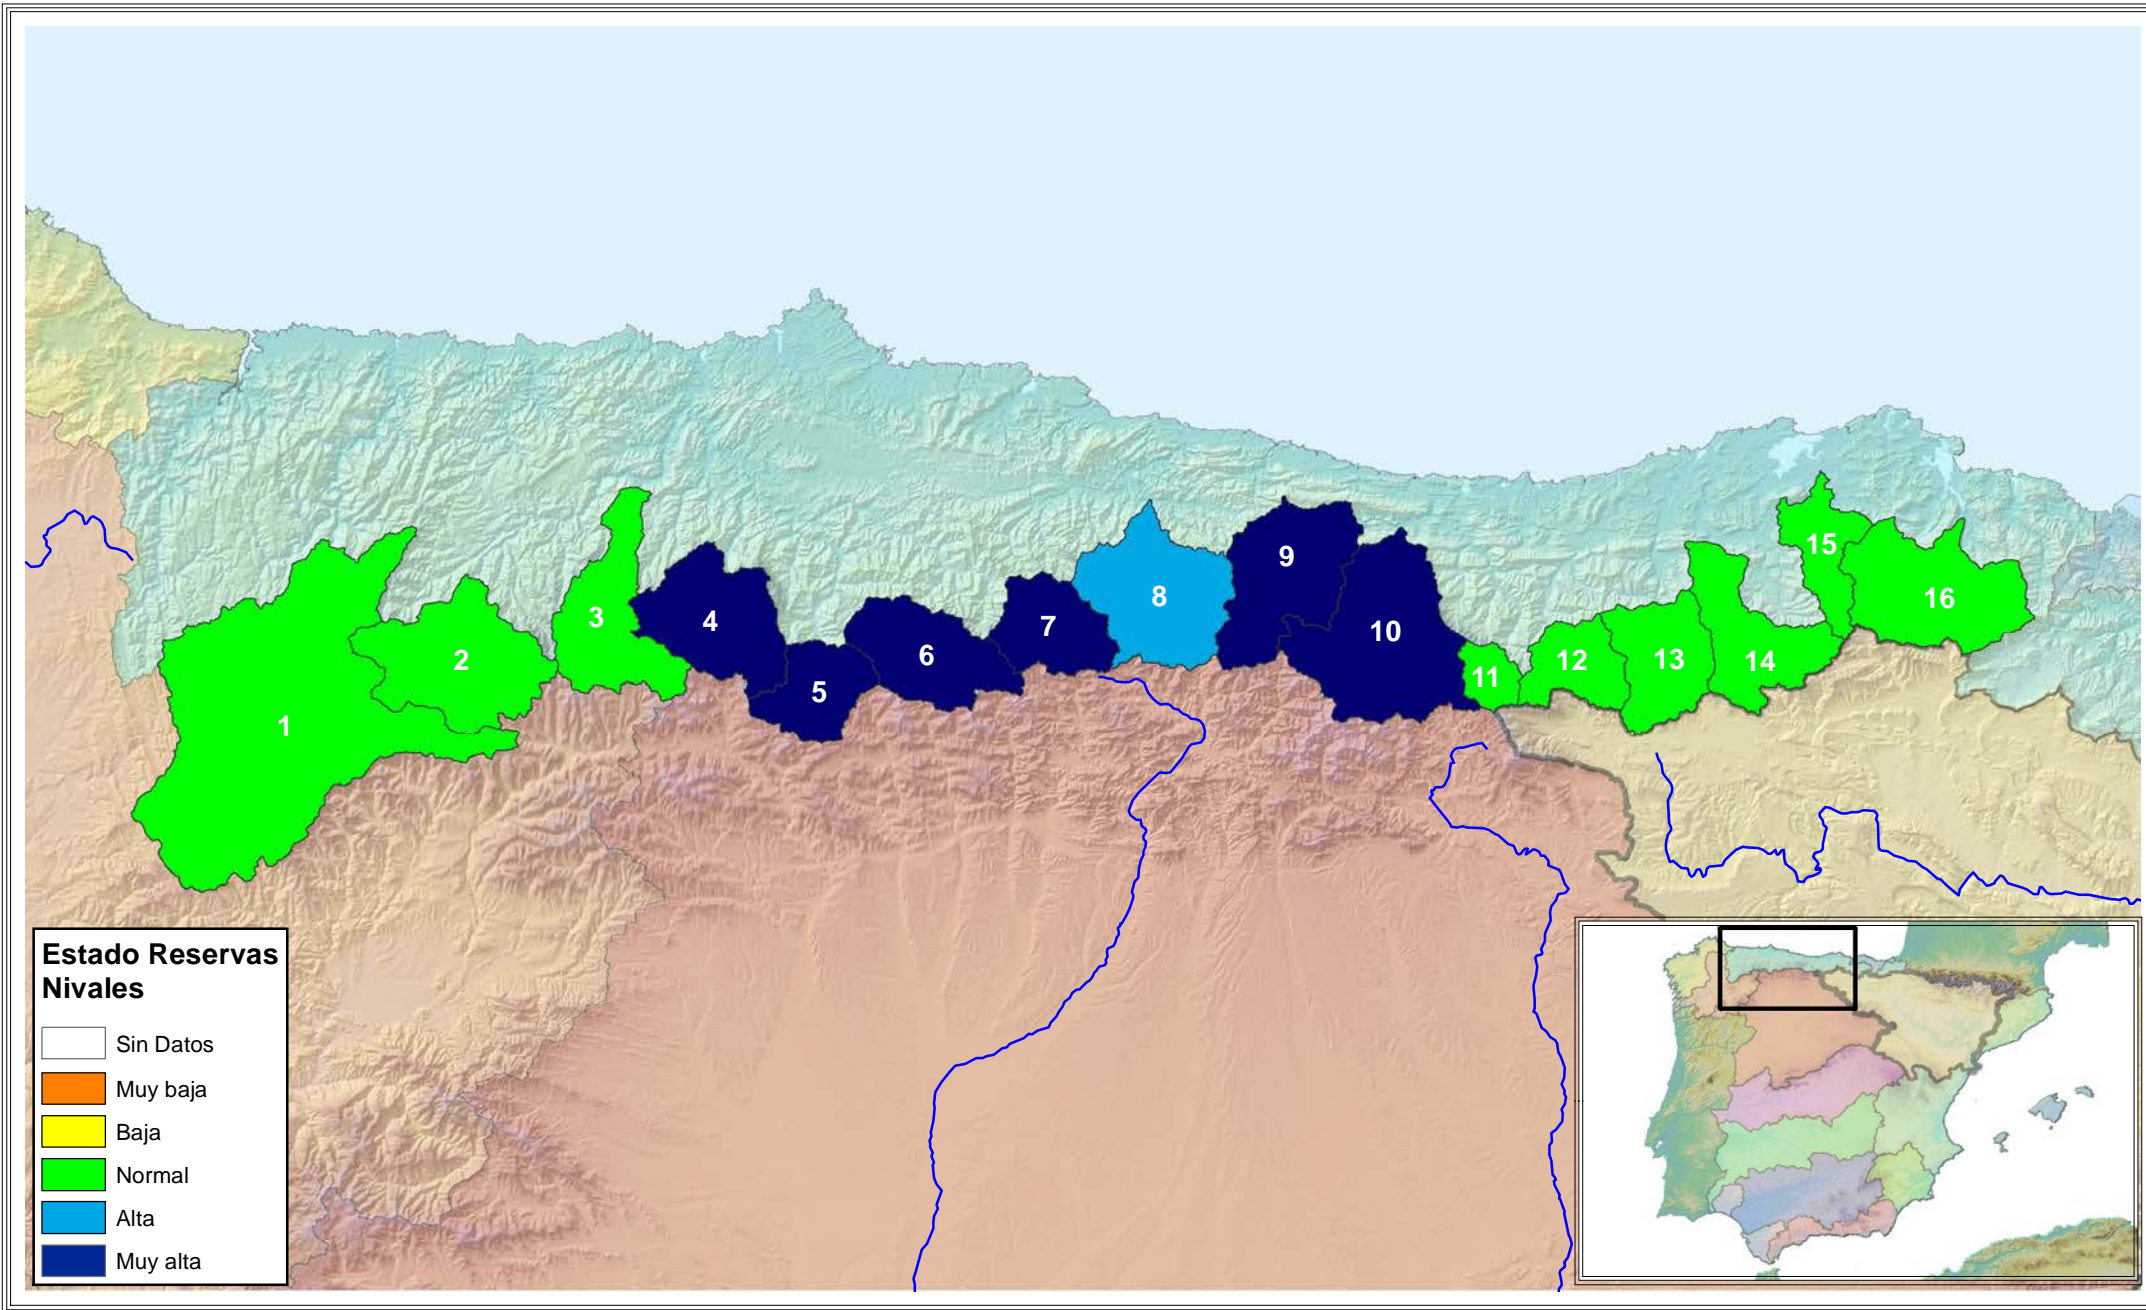 1
2
3
4
5
6
7
8
9
10
11
12
13
14
15
16
Estado Reservas
Nivales
Sin Datos
Muy baja
Baja
Normal
Alta
Muy alta